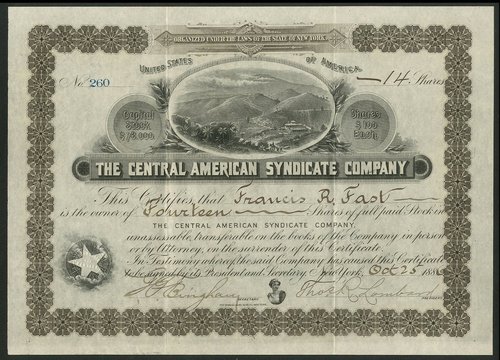 ORGANIZED UNDER THE LAWS OF THE STATE OF NEW YORK.
UNITED STATES OF AMERICA
No 260
14 Shares
Capital Stock
Shares $100 Each
THE CENTRAL AMERICAN SYNDICATE COMPANY
This Certifies that Francis R. Fast
is the owner of Fourteen Shares of full paid Stock in
THE CENTRAL AMERICAN SYNDICATE COMPANY,
unassessable, transferable on the books of the Company in person
or by Attorney, on the surrender of this Certificate.
In Testimony whereof, the said Company has caused this Certificate
to be signed by its President and Secretary, New York, Oct 25 188
Bingham
SECRETARY
Thos R. Lombard
PRESIDENT